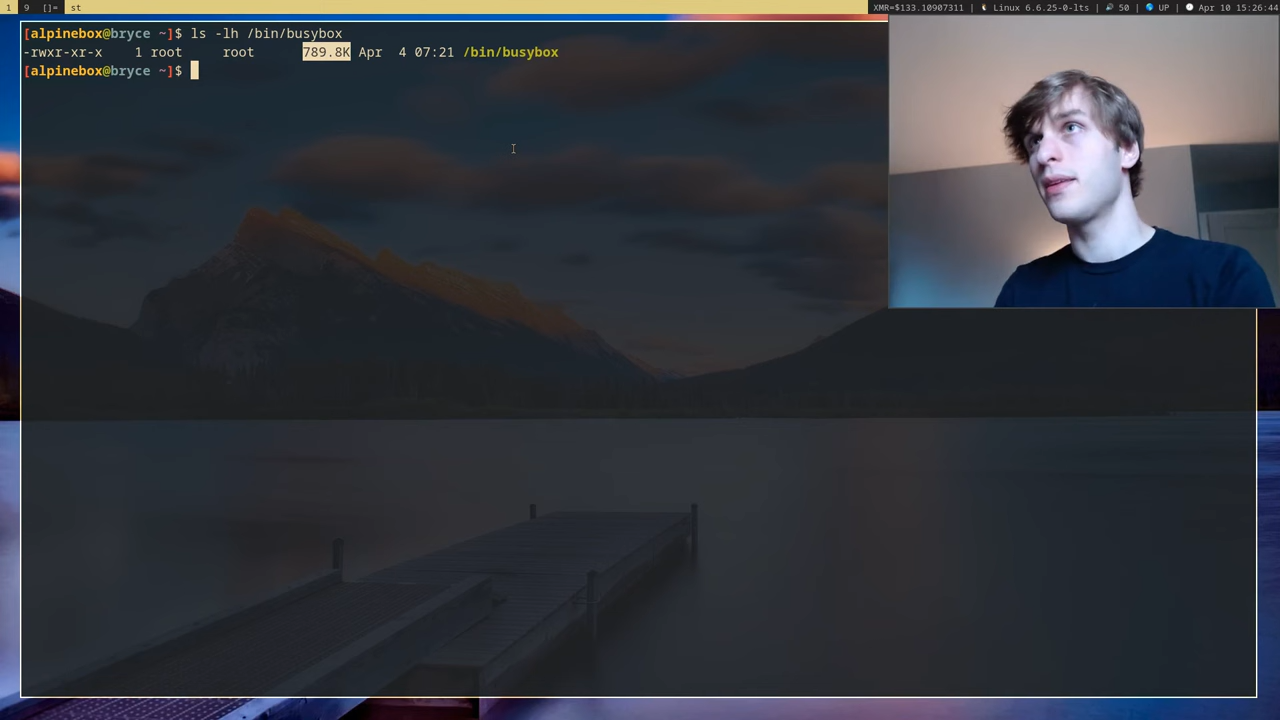 1 9 []= st XMR=$133.10907311 | 🐧 Linux 6.6.25-0-lts | 🔊 50 | 🌎 UP | 🕒 Apr 10 15:26:44
[alpinebox@bryce ~]$ ls -lh /bin/busybox
-rwxr-xr-x 1 root root 789.8K Apr 4 07:21 /bin/busybox
[alpinebox@bryce ~]$